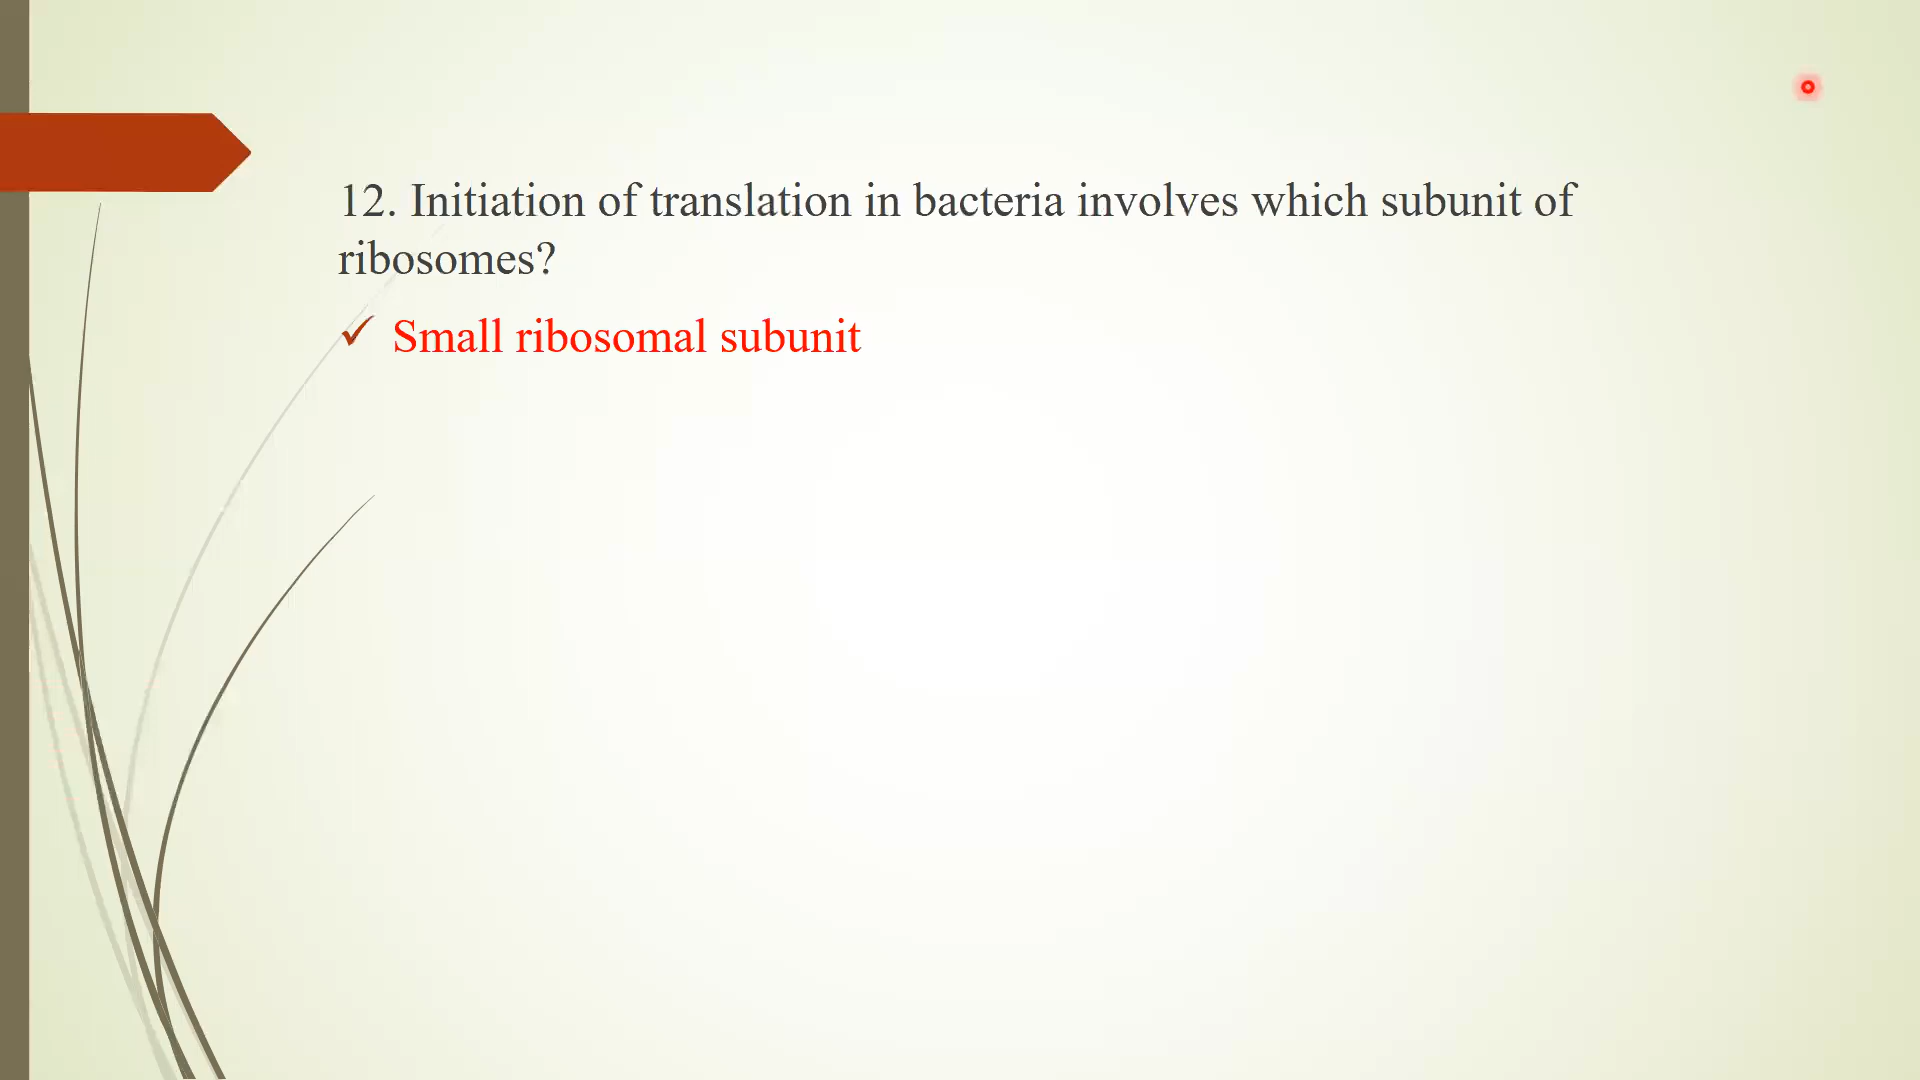 12. Initiation of translation in bacteria involves which subunit of
ribosomes?
✓ Small ribosomal subunit